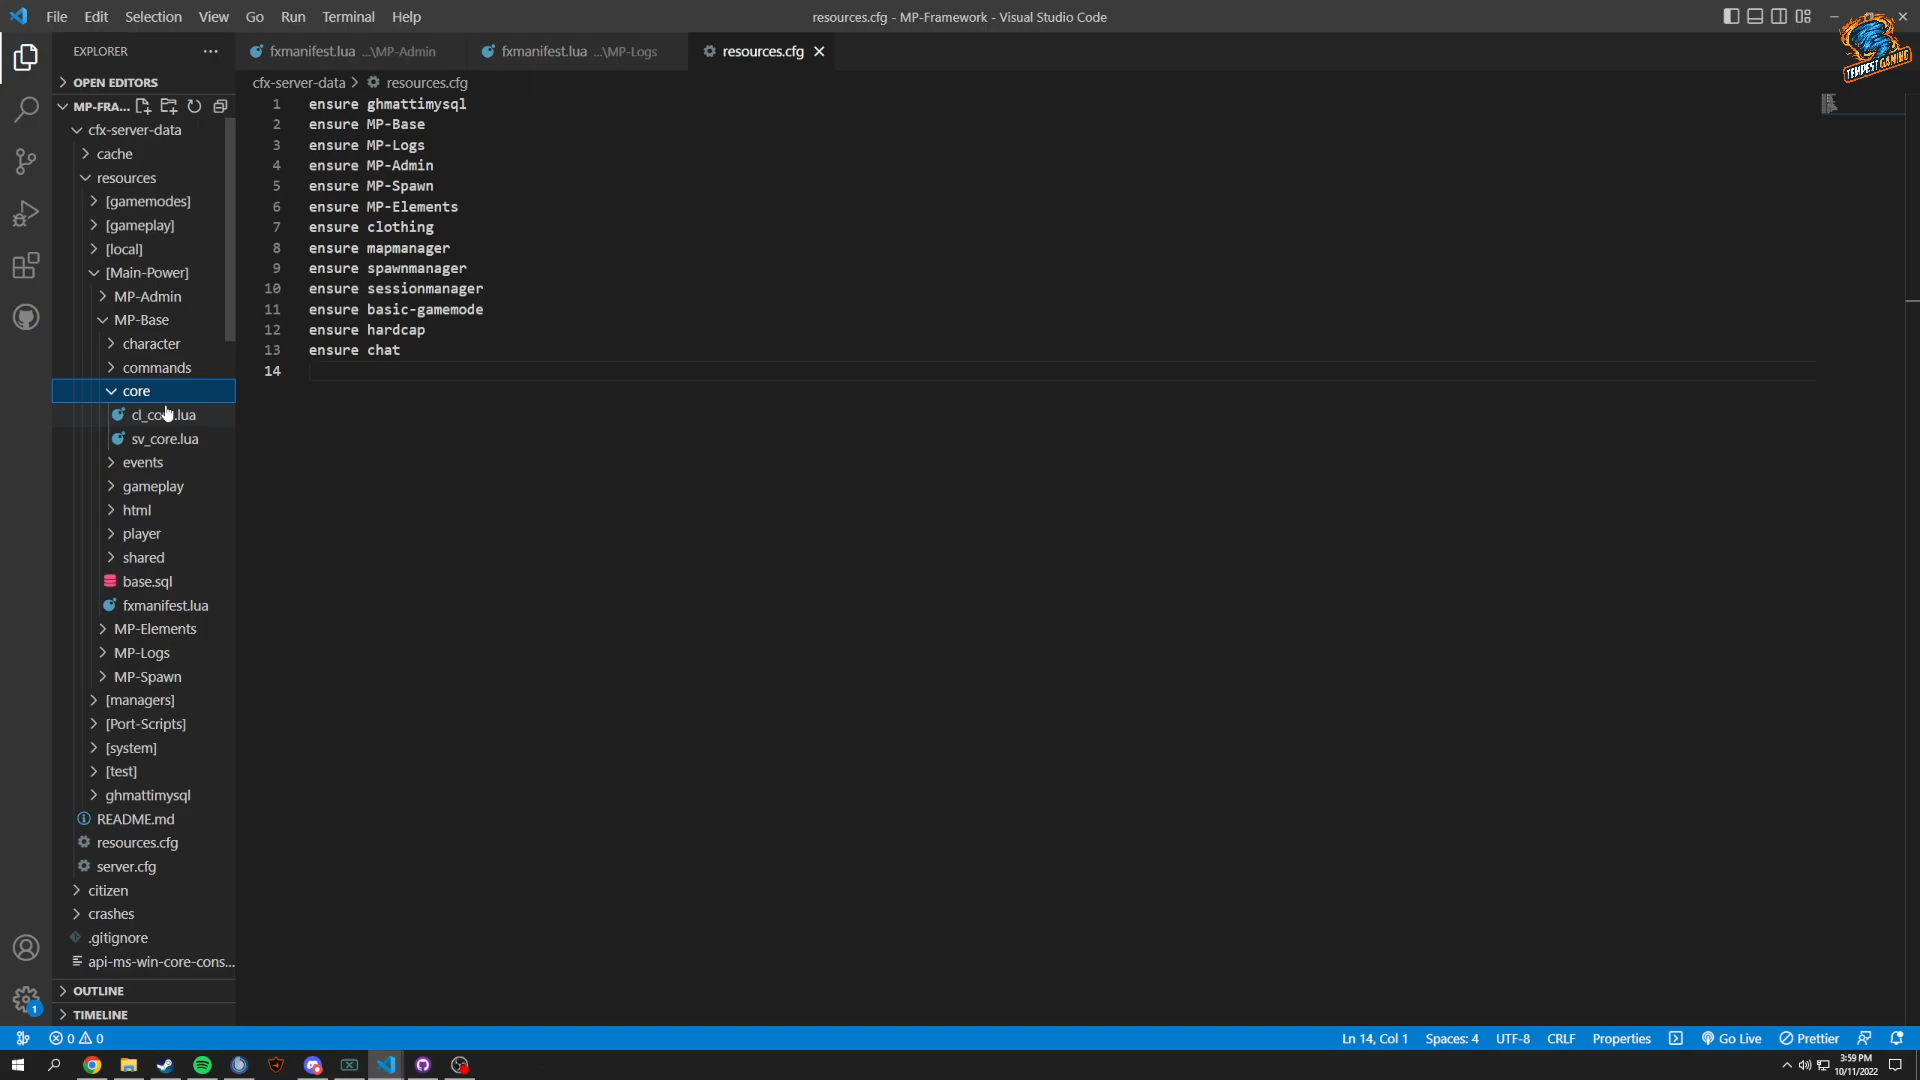 File Edit Selection View Go Run Terminal Help
resources.cfg - MP-Framework - Visual Studio Code
TEMPEST GAMING
EXPLORER
fxmanifest.lua ...\MP-Admin
fxmanifest.lua ...\MP-Logs
resources.cfg
OPEN EDITORS
MP-FRA...
cfx-server-data
cache
resources
[gamemodes]
[gameplay]
[local]
[Main-Power]
MP-Admin
MP-Base
character
commands
core
sv_core.lua
events
gameplay
html
player
shared
base.sql
fxmanifest.lua
MP-Elements
MP-Logs
MP-Spawn
[managers]
[Port-Scripts]
[system]
[test]
ghmattimysql
README.md
resources.cfg
server.cfg
citizen
crashes
.gitignore
api-ms-win-core-cons...
OUTLINE
TIMELINE
cfx-server-data > resources.cfg
1 ensure ghmattimysql
2 ensure MP-Base
3 ensure MP-Logs
4 ensure MP-Admin
5 ensure MP-Spawn
6 ensure MP-Elements
7 ensure clothing
8 ensure mapmanager
9 ensure spawnmanager
10 ensure sessionmanager
11 ensure basic-gamemode
12 ensure hardcap
13 ensure chat
14
1
0 0
Ln 14, Col 1 Spaces: 4 UTF-8 CRLF Properties Go Live Prettier
3:59 PM
10/11/2022